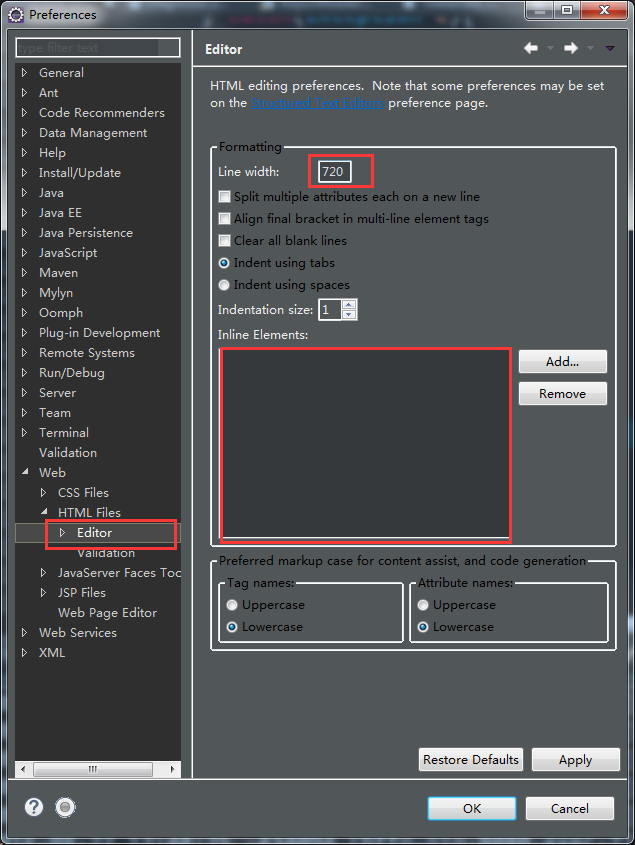 Preferences
type filter text
General
Ant
Code Recommenders
Data Management
Help
Install/Update
Java
Java EE
Java Persistence
JavaScript
Maven
Mylyn
Oomph
Plug-in Development
Remote Systems
Run/Debug
Server
Team
Terminal
Validation
Web
CSS Files
HTML Files
Editor
Validation
JavaServer Faces Too
JSP Files
Web Page Editor
Web Services
XML
Editor
HTML editing preferences. Note that some preferences may be set
on the Structured Text Editors preference page.
Formatting
Line width: 720
Split multiple attributes each on a new line
Align final bracket in multi-line element tags
Clear all blank lines
Indent using tabs
Indent using spaces
Indentation size: 1
Inline Elements:
Add...
Remove
Preferred markup case for content assist, and code generation
Tag names:
Uppercase
Lowercase
Attribute names:
Uppercase
Lowercase
Restore Defaults
Apply
?
OK
Cancel